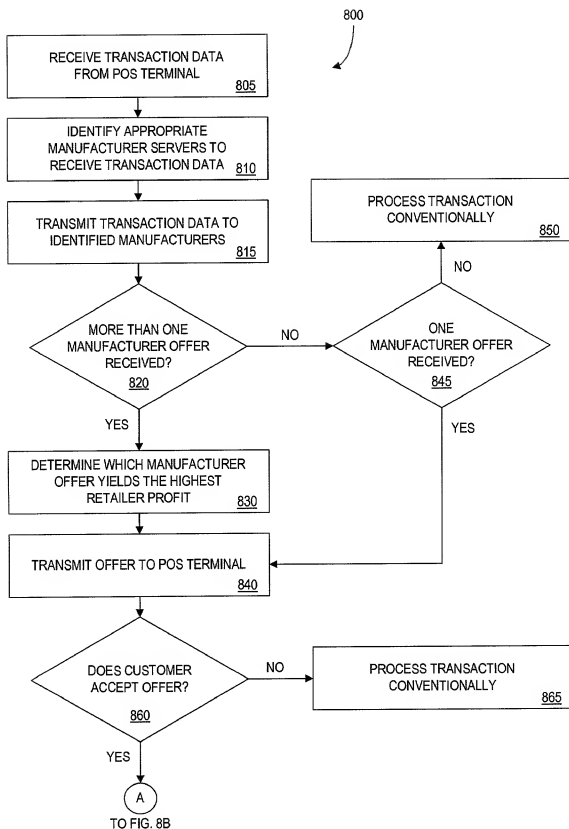 800
RECEIVE TRANSACTION DATA
FROM POS TERMINAL
805
IDENTIFY APPROPRIATE
MANUFACTURER SERVERS TO
RECEIVE TRANSACTION DATA
810
TRANSMIT TRANSACTION DATA TO
IDENTIFIED MANUFACTURERS
815
PROCESS TRANSACTION
CONVENTIONALLY
850
NO
MORE THAN ONE
MANUFACTURER OFFER
RECEIVED?
820
NO
ONE
MANUFACTURER OFFER
RECEIVED?
845
YES
YES
DETERMINE WHICH MANUFACTURER
OFFER YIELDS THE HIGHEST
RETAILER PROFIT
830
TRANSMIT OFFER TO POS TERMINAL
840
DOES CUSTOMER
ACCEPT OFFER?
860
NO
PROCESS TRANSACTION
CONVENTIONALLY
865
YES
A
TO FIG. 8B